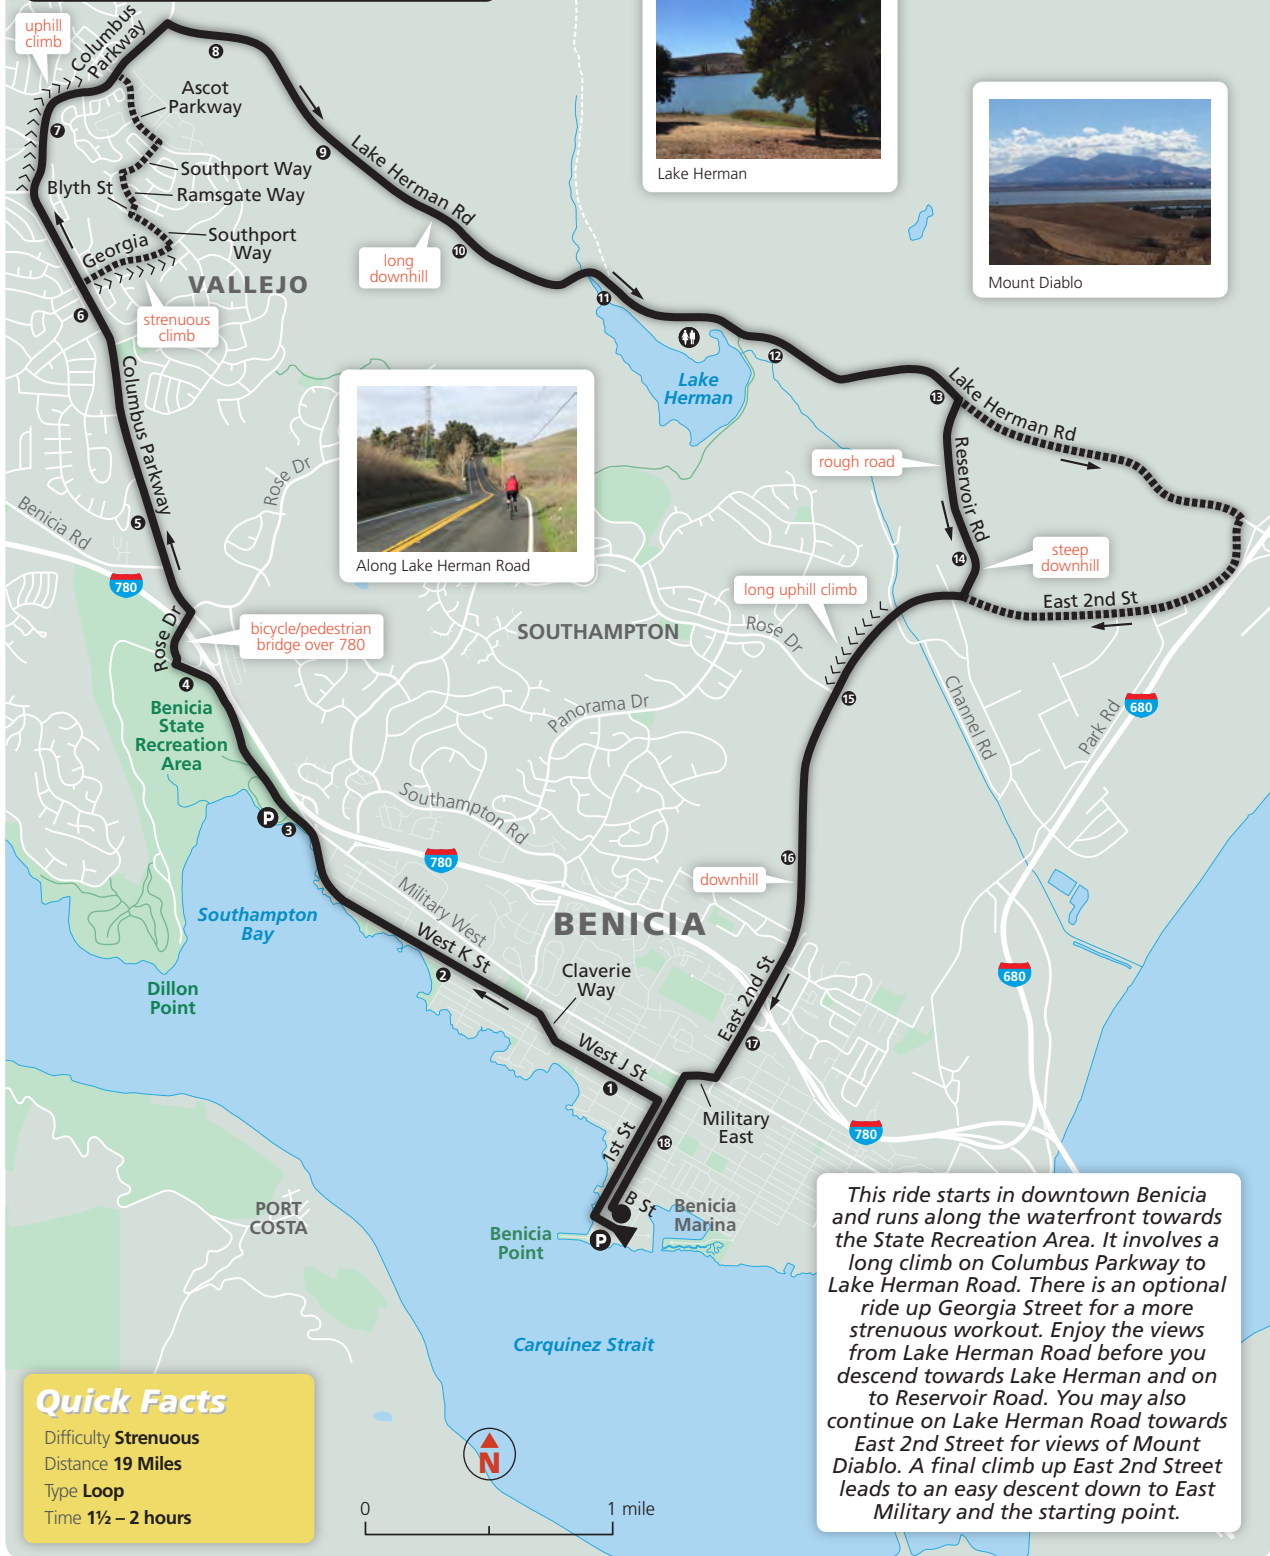 uphill
climb
Columbus
Parkway
8
Ascot
Parkway
7
9
Lake Herman Rd
Southport Way
Blyth St
Ramsgate Way
Southport
Way
Georgia
VALLEJO
long
downhill
10
strenuous
climb
6
11
12
Lake
Herman
Lake Herman
Mount Diablo
13
Lake Herman Rd
Columbus Parkway
Rose Dr
Along Lake Herman Road
rough road
Reservoir Rd
14
steep
downhill
Benicia Rd
5
780
long uphill climb
East 2nd St
Rose Dr
bicycle/pedestrian
bridge over 780
SOUTHAMPTON
Rose Dr
15
4
Benicia
State
Recreation
Area
Panorama Dr
Channel Rd
Park Rd
680
P
3
Southampton Rd
780
16
downhill
Military West
Southampton
Bay
BENICIA
West K St
2
Claverie
Way
East 2nd St
680
Dillon
Point
17
West J St
1
Military
East
780
1st St
18
B St
Benicia
Marina
PORT
COSTA
Benicia
Point
P
Carquinez Strait
This ride starts in downtown Benicia
and runs along the waterfront towards
the State Recreation Area. It involves a
long climb on Columbus Parkway to
Lake Herman Road. There is an optional
ride up Georgia Street for a more
strenuous workout. Enjoy the views
from Lake Herman Road before you
descend towards Lake Herman and on
to Reservoir Road. You may also
continue on Lake Herman Road towards
East 2nd Street for views of Mount
Diablo. A final climb up East 2nd Street
leads to an easy descent down to East
Military and the starting point.
Quick Facts
Difficulty Strenuous
Distance 19 Miles
Type Loop
Time 1½ – 2 hours
N
0 1 mile